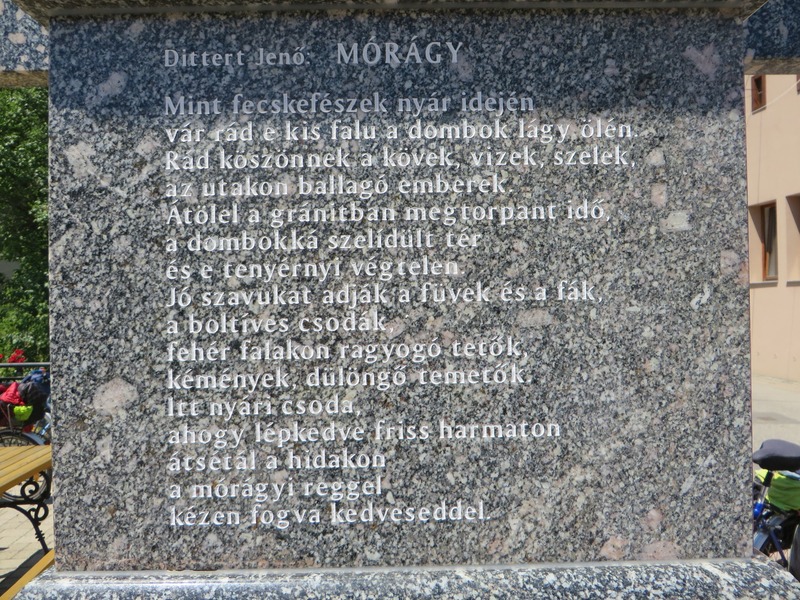 Dittert Jenő: MÓRÁGY
Mint fecskefészek nyár idején
vár rád e kis falu a dombok lágy ölén.
Rád köszönnek a kövek, vizek, szelek,
az utakon ballagó emberek.
Átölel a gránitban megtorpant idő,
a dombokká szelídült tér
és e tenyérnyi végtelen.
Jó szavukat adják a füvek és a fák,
a boltíves csodák,
fehér falakon ragyogó tetők,
kémények, dülöngő temetők.
Itt nyári csoda,
ahogy lépkedve friss harmaton
átsétál a hidakon
a mórágyi reggel
kézen fogva kedveseddel.